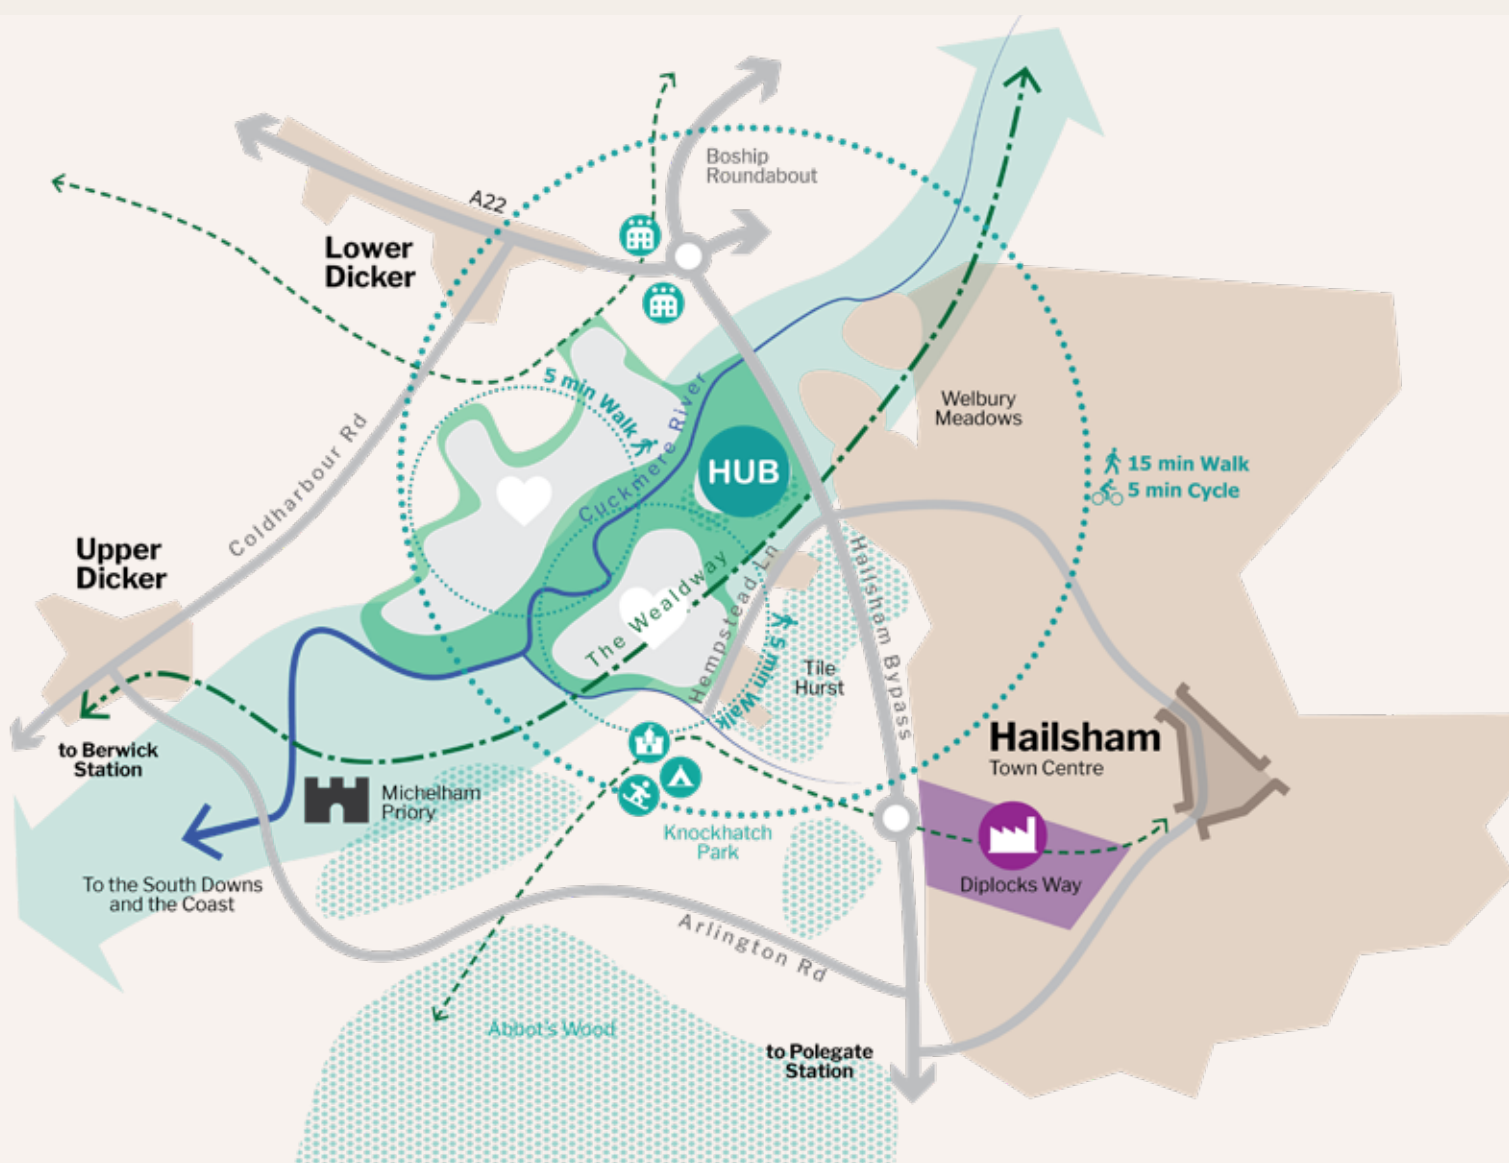 Boship
Roundabout
A22
Lower
Dicker
5 min Walk
Cuckmere River
HUB
Welbury
Meadows
15 min Walk
5 min Cycle
Coldharbour Rd
Upper
Dicker
The Wealdway
Hempstead Ln
Hailsham Bypass
5 min Walk
Tile
Hurst
Hailsham
Town Centre
to Berwick
Station
Michelham
Priory
Knockhatch
Park
Diplocks Way
To the South Downs
and the Coast
Arlington Rd
Abbot's Wood
to Polegate
Station